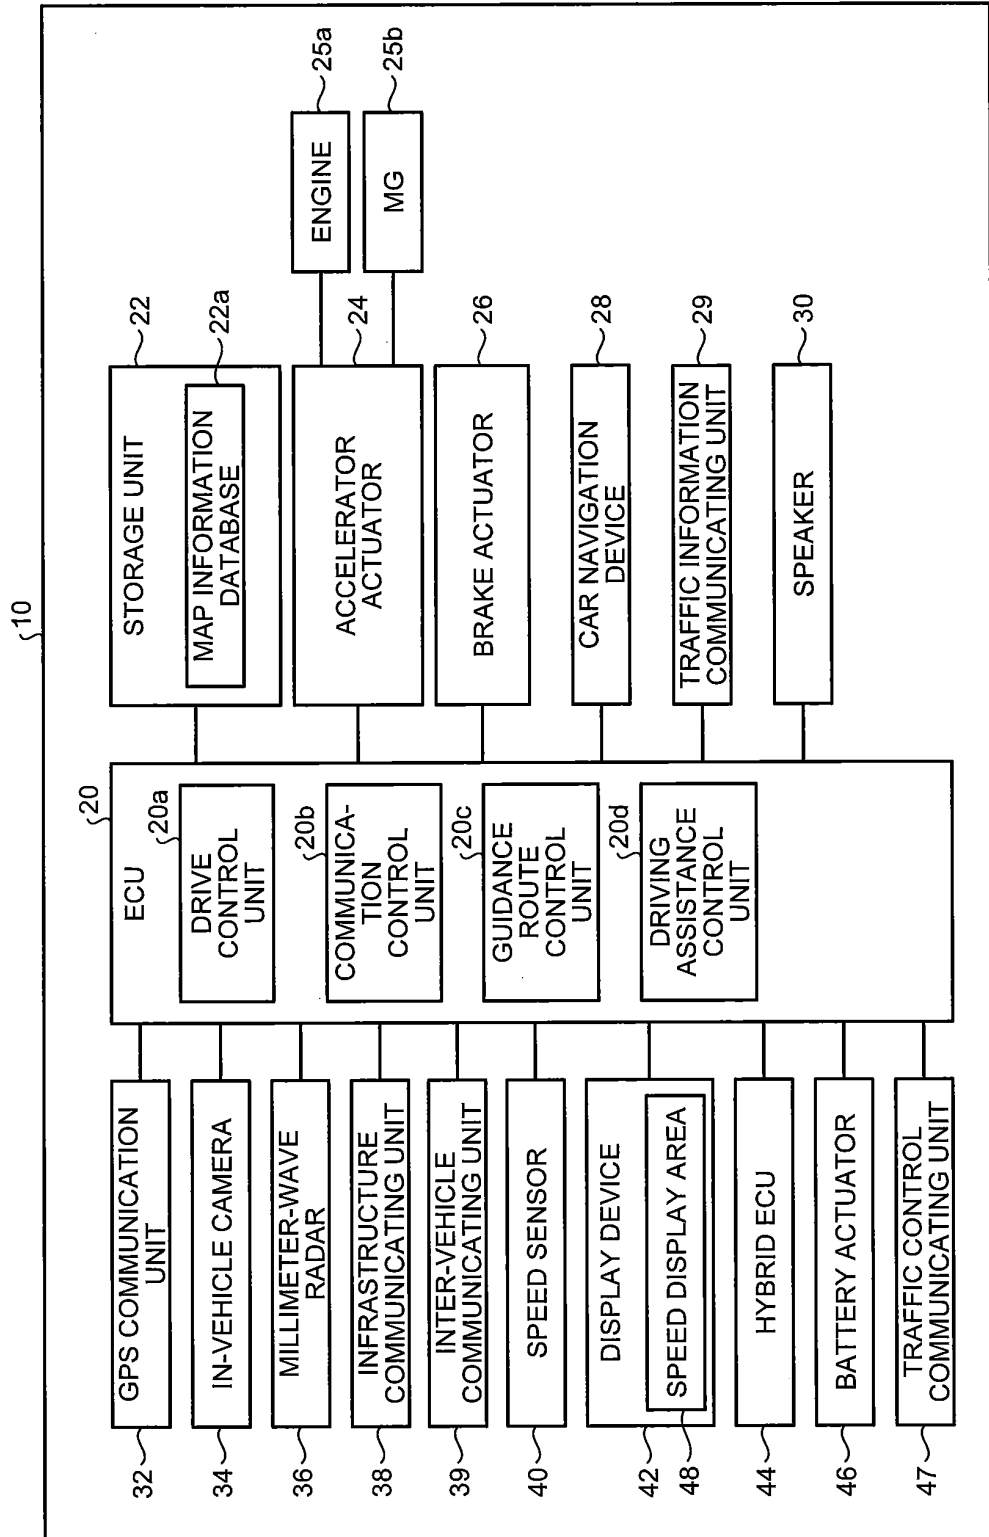 10
GPS COMMUNICATION
UNIT
32
IN-VEHICLE CAMERA
34
MILLIMETER-WAVE
RADAR
36
INFRASTRUCTURE
COMMUNICATING UNIT
38
INTER-VEHICLE
COMMUNICATING UNIT
39
SPEED SENSOR
40
DISPLAY DEVICE
42
SPEED DISPLAY AREA
48
HYBRID ECU
44
BATTERY ACTUATOR
46
TRAFFIC CONTROL
COMMUNICATING UNIT
47
ECU
20
DRIVE
CONTROL
UNIT
20a
COMMUNICA-
TION
CONTROL
UNIT
20b
GUIDANCE
ROUTE
CONTROL
UNIT
20c
DRIVING
ASSISTANCE
CONTROL
UNIT
20d
STORAGE UNIT
22
MAP INFORMATION
DATABASE
22a
ACCELERATOR
ACTUATOR
24
ENGINE
25a
MG
25b
BRAKE ACTUATOR
26
CAR NAVIGATION
DEVICE
28
TRAFFIC INFORMATION
COMMUNICATING UNIT
29
SPEAKER
30